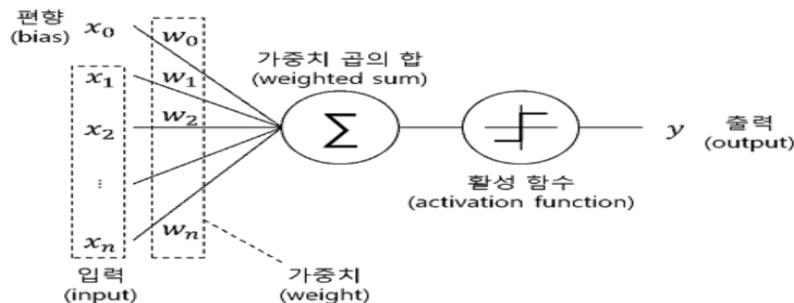 편향
(bias)
x₀
w₀
x₁
w₁
x₂
w₂
...
xₙ
wₙ
입력
(input)
가중치
(weight)
가중치 곱의 합
(weighted sum)
Σ
활성 함수
(activation function)
y
출력
(output)